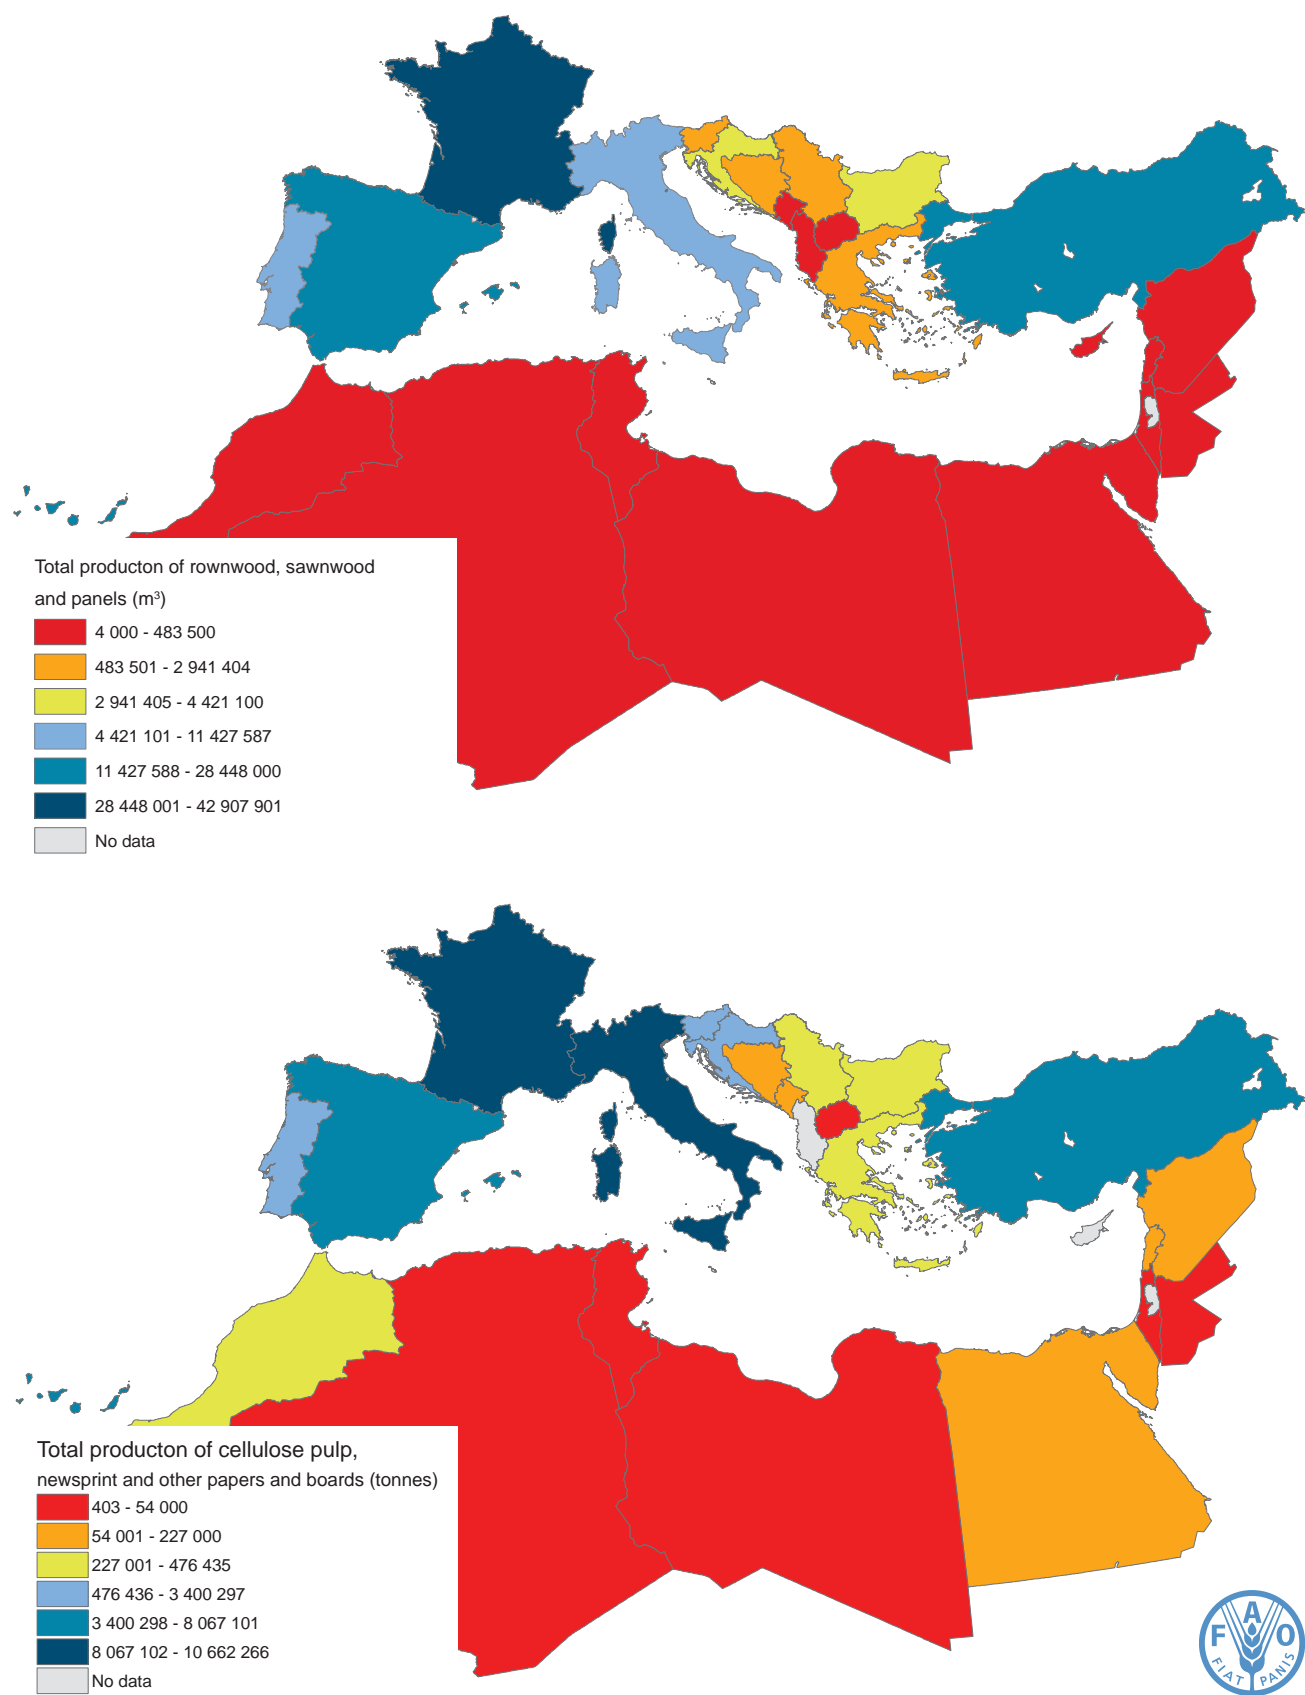 Total producton of rownwood, sawnwood
and panels (m³)
4 000 - 483 500
483 501 - 2 941 404
2 941 405 - 4 421 100
4 421 101 - 11 427 587
11 427 588 - 28 448 000
28 448 001 - 42 907 901
No data
Total producton of cellulose pulp,
newsprint and other papers and boards (tonnes)
403 - 54 000
54 001 - 227 000
227 001 - 476 435
476 436 - 3 400 297
3 400 298 - 8 067 101
8 067 102 - 10 662 266
No data
F A O
FIAT PANIS